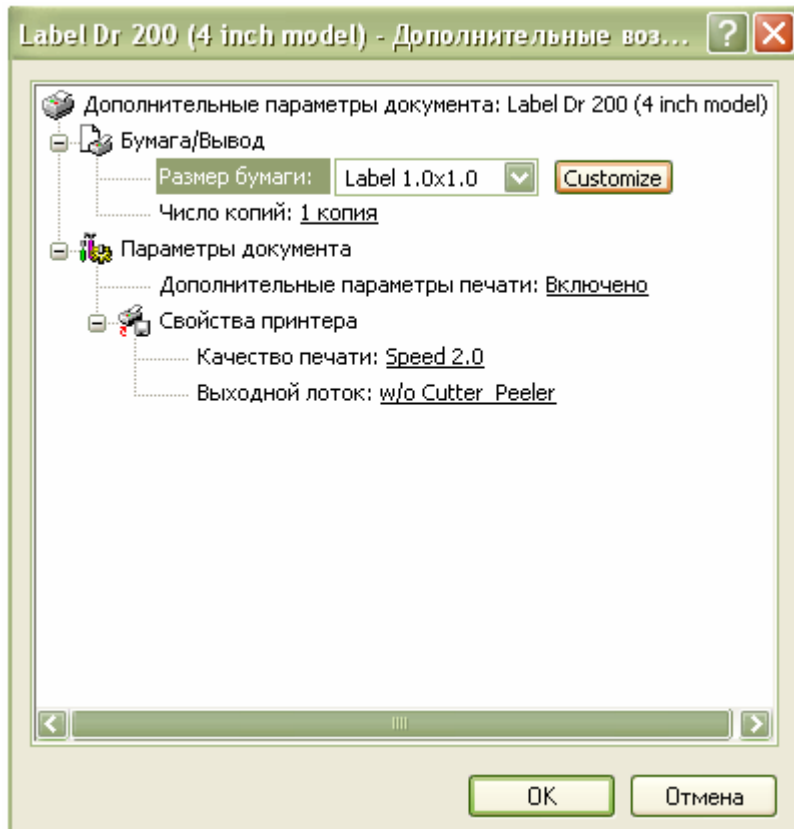 Label Dr 200 (4 inch model) - Дополнительные воз...
Дополнительные параметры документа: Label Dr 200 (4 inch model)
Бумага/Вывод
Размер бумаги: Label 1.0x1.0 Customize
Число копий: 1 копия
Параметры документа
Дополнительные параметры печати: Включено
Свойства принтера
Качество печати: Speed 2.0
Выходной лоток: w/o Cutter_Peeler
OK Отмена